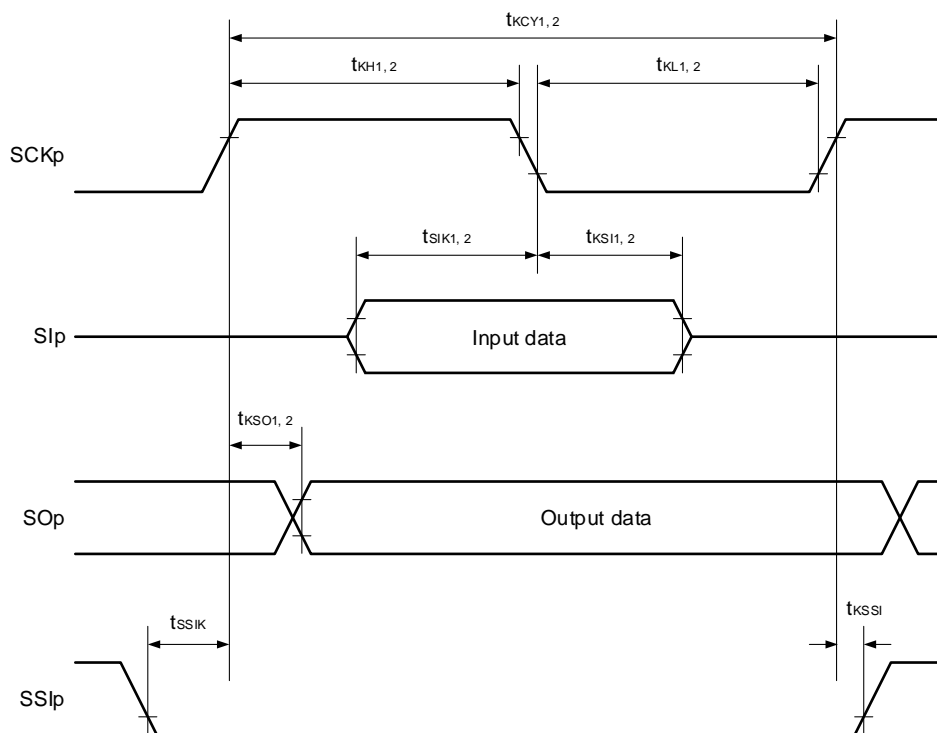 tKCY1, 2
tKH1, 2 tKL1, 2
SCKp
tSIK1, 2 tKSI1, 2
SIp Input data
tKSO1, 2
SOp Output data
tSSIK tKSSI
SSIp